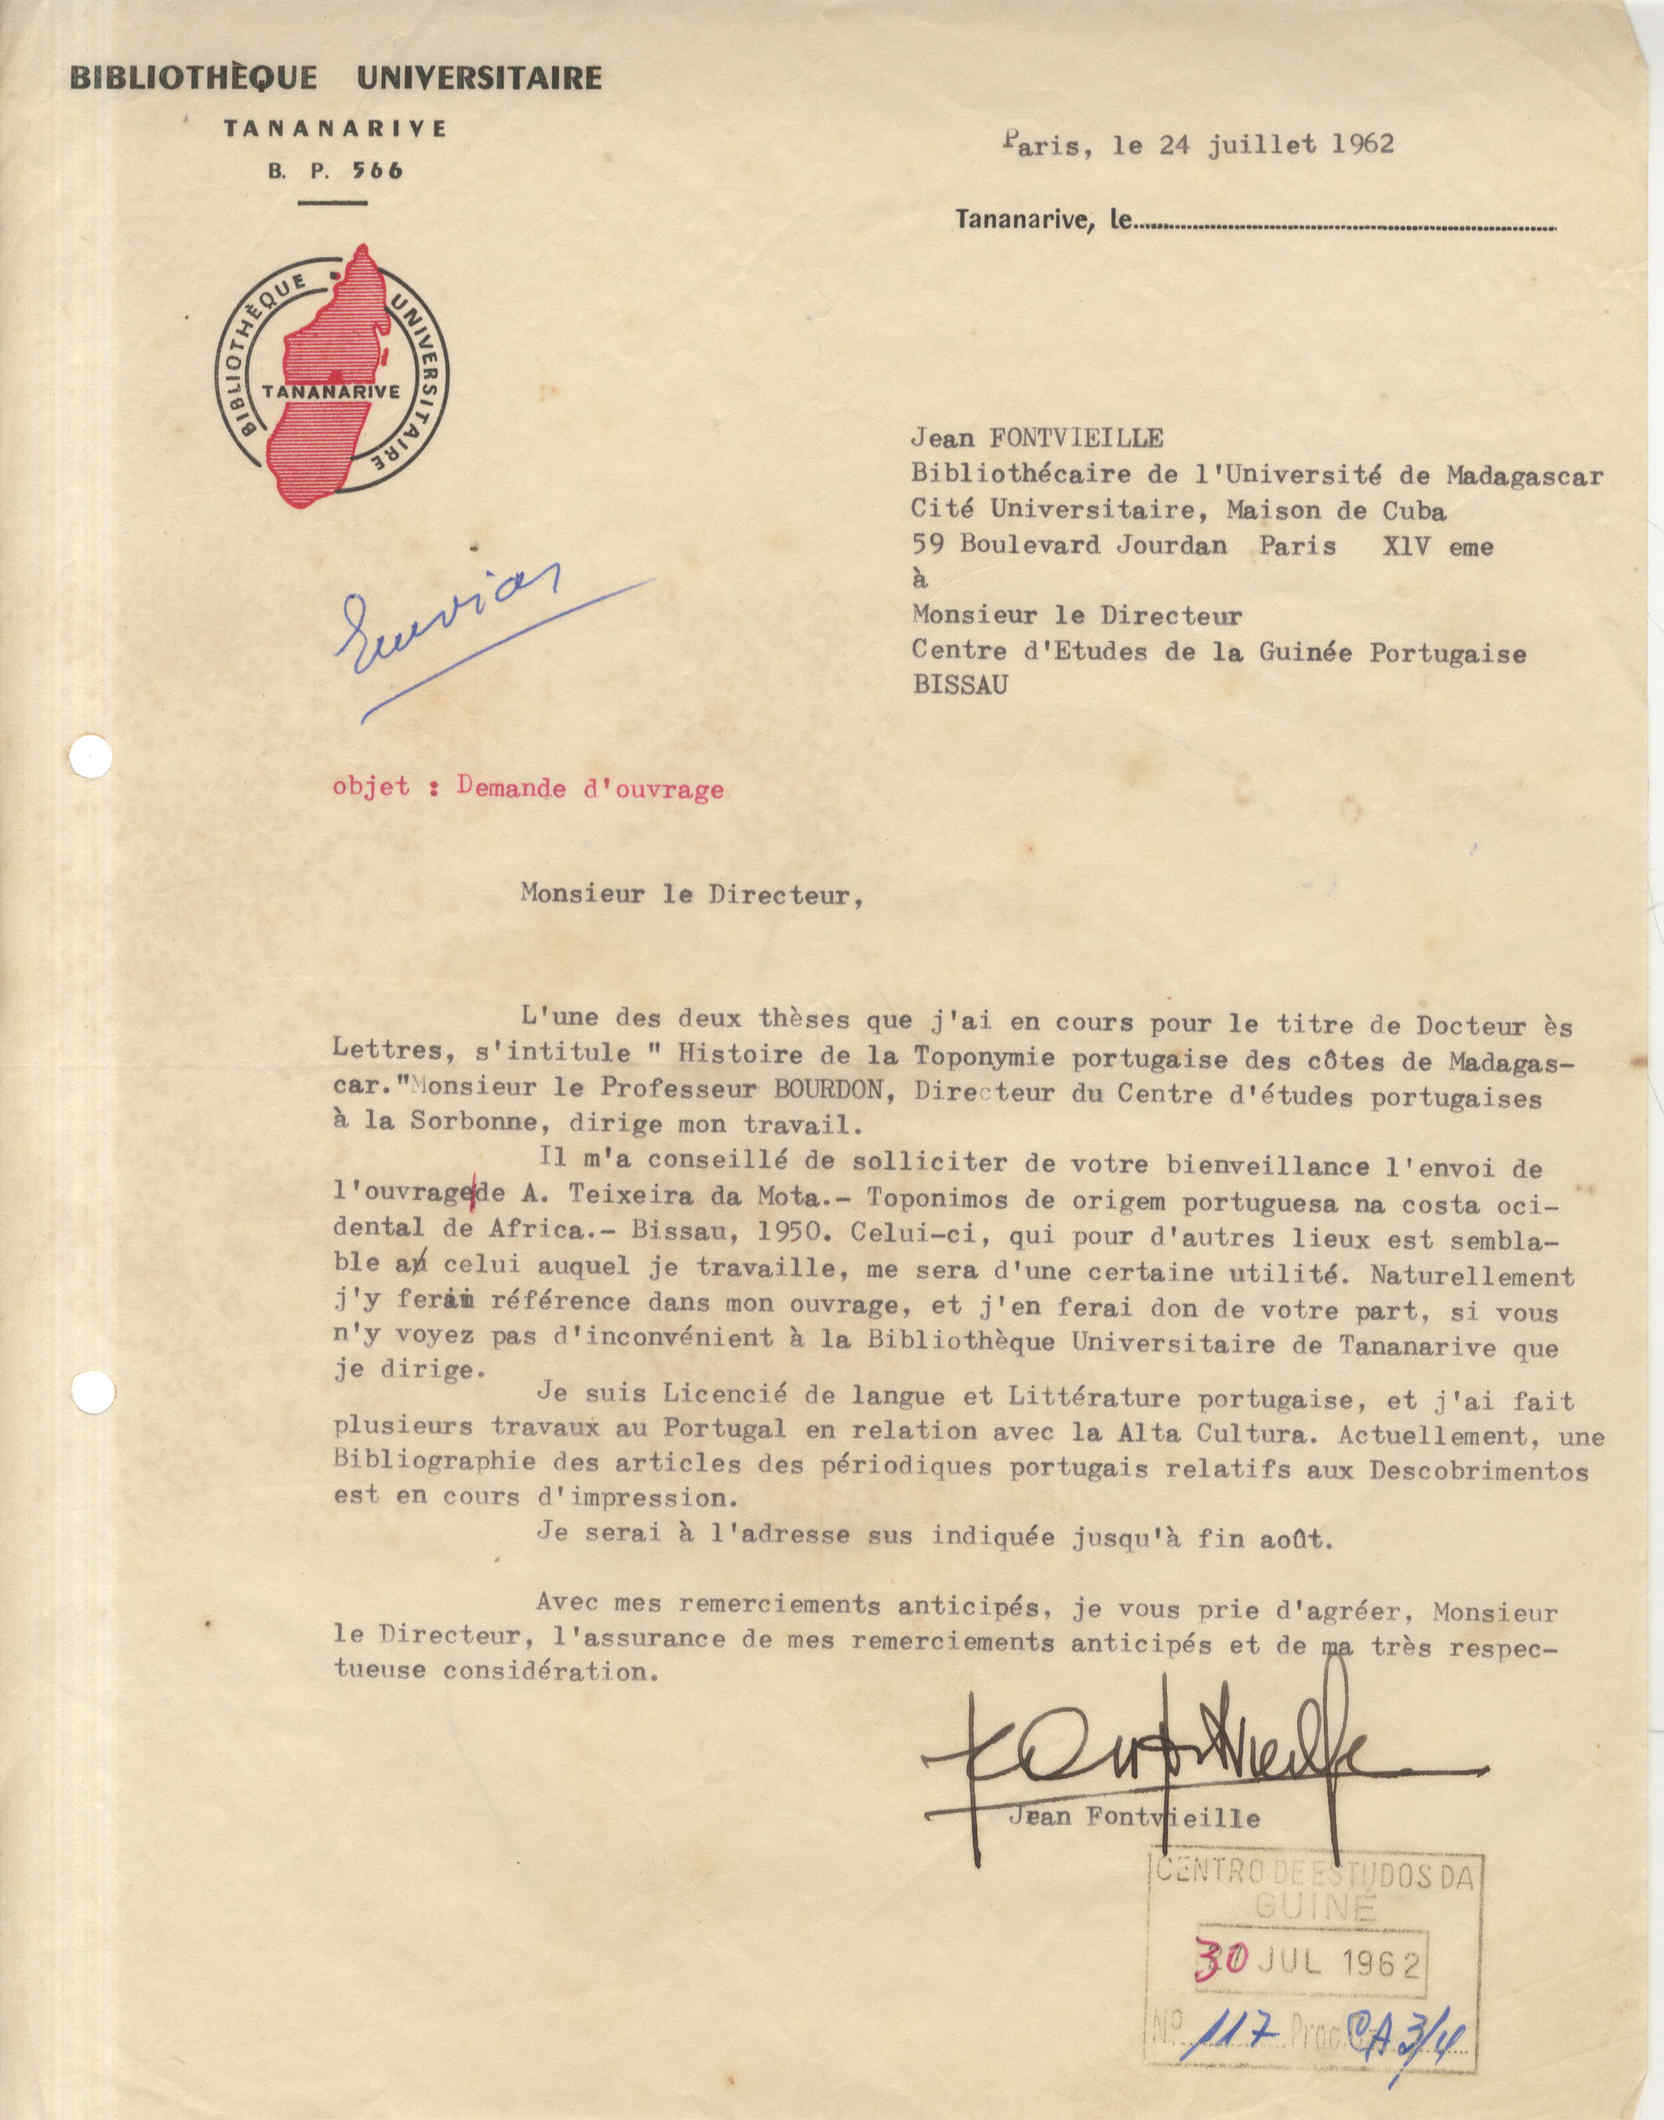 BIBLIOTHÈQUE UNIVERSITAIRE
TANANARIVE
B. P. 566
Paris, le 24 juillet 1962
Tananarive, le
BIBLIOTHÈQUE UNIVERSITAIRE
TANANARIVE
Jean FONTVIEILLE
Bibliothécaire de l'Université de Madagascar
Cité Universitaire, Maison de Cuba
59 Boulevard Jourdan Paris X1V eme
à
Monsieur le Directeur
Centre d'Etudes de la Guinée Portugaise
BISSAU
objet : Demande d'ouvrage
Monsieur le Directeur,
L'une des deux thèses que j'ai en cours pour le titre de Docteur ès
Lettres, s'intitule " Histoire de la Toponymie portugaise des côtes de Madagas-
car."Monsieur le Professeur BOURDON, Directeur du Centre d'études portugaises
à la Sorbonne, dirige mon travail.
Il m'a conseillé de solliciter de votre bienveillance l'envoi de
l'ouvrage/de A. Teixeira da Mota.- Toponimos de origem portuguesa na costa oci-
dental de Africa.- Bissau, 1950. Celui-ci, qui pour d'autres lieux est sembla-
ble a celui auquel je travaille, me sera d'une certaine utilité. Naturellement
j'y ferai référence dans mon ouvrage, et j'en ferai don de votre part, si vous
n'y voyez pas d'inconvénient à la Bibliothèque Universitaire de Tananarive que
je dirige.
Je suis Licencié de langue et Littérature portugaise, et j'ai fait
plusieurs travaux au Portugal en relation avec la Alta Cultura. Actuellement, une
Bibliographie des articles des périodiques portugais relatifs aux Descobrimentos
est en cours d'impression.
Je serai à l'adresse sus indiquée jusqu'à fin août.
Avec mes remerciements anticipés, je vous prie d'agréer, Monsieur
le Directeur, l'assurance de mes remerciements anticipés et de ma très respec-
tueuse considération.
Fontvieille
Jean Fontvieille
CENTRO DE ESTUDOS DA
GUINÉ
30 JUL 1962
Nº 117 Proc CA 3/4